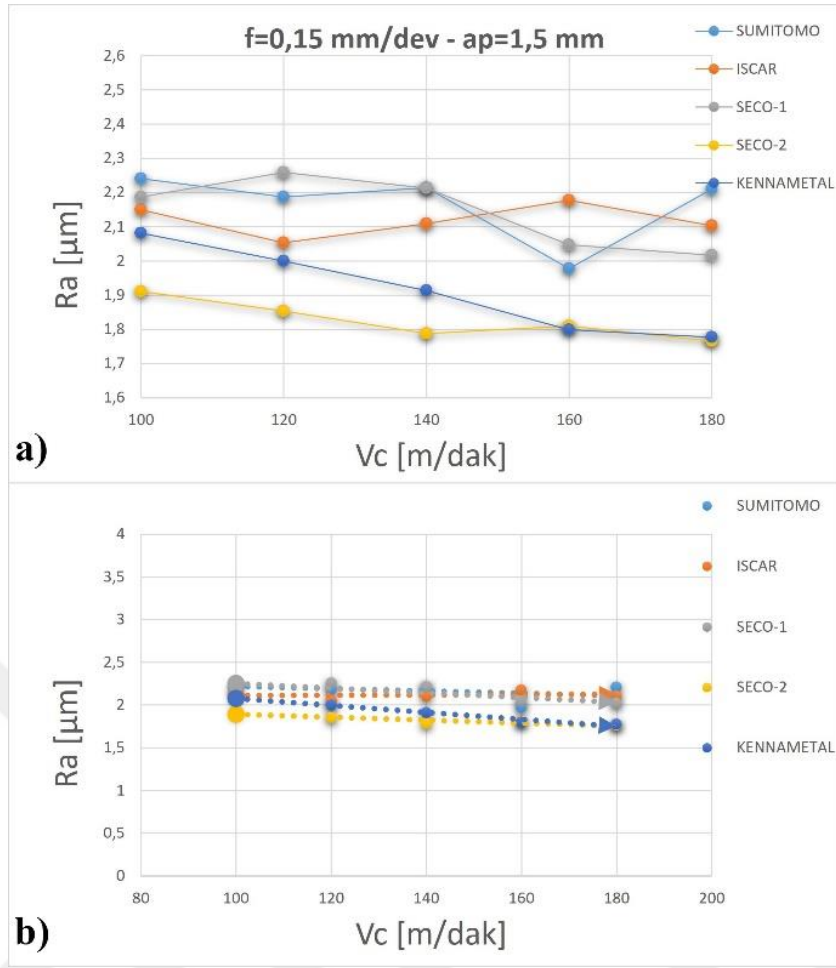 f=0,15 mm/dev - ap=1,5 mm
2,6
2,5
2,4
2,3
2,2
2,1
2
1,9
1,8
1,7
1,6
Ra [µm]
100 120 140 160 180
Vc [m/dak]
SUMITOMO
ISCAR
SECO-1
SECO-2
KENNAMETAL
a)
4
3,5
3
2,5
2
1,5
1
0,5
0
Ra [µm]
80 100 120 140 160 180 200
Vc [m/dak]
SUMITOMO
ISCAR
SECO-1
SECO-2
KENNAMETAL
b)